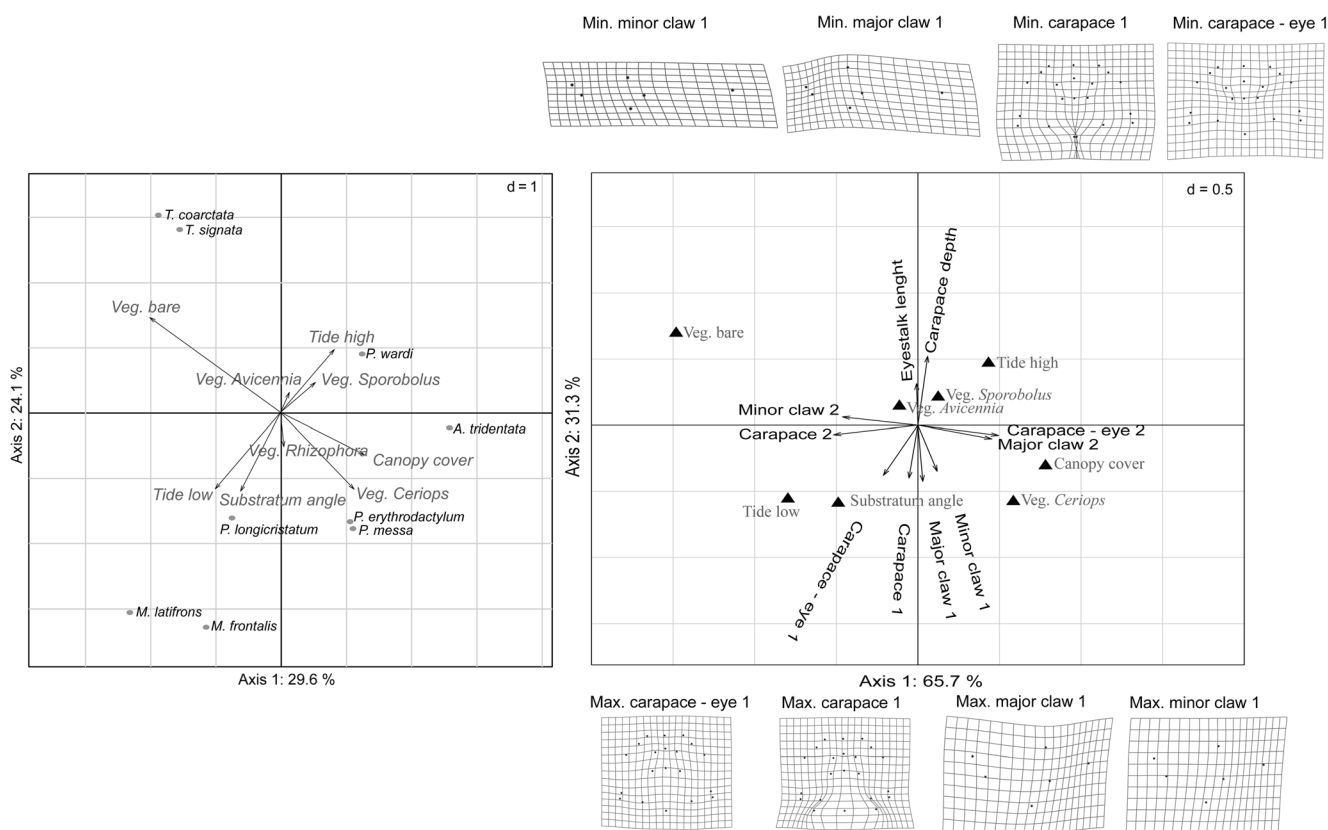 Min. minor claw 1
Min. major claw 1
Min. carapace 1
Min. carapace - eye 1
d = 1
T. coarctata
T. signata
Veg. bare
Tide high
P. wardi
Veg. Avicennia
Veg. Sporobolus
A. tridentata
Veg. Rhizophora
Canopy cover
Tide low
Substratum angle
Veg. Ceriops
P. longicristatum
P. erythrodactylum
P. messa
M. latifrons
M. frontalis
Axis 2: 24.1 %
Axis 1: 29.6 %
d = 0.5
Eyestalk lenght
Carapace depth
Veg. bare
Tide high
Veg. Sporobolus
Veg. Avicennia
Minor claw 2
Carapace 2
Carapace - eye 2
Major claw 2
Canopy cover
Tide low
Substratum angle
Veg. Ceriops
Carapace - eye 1
Carapace 1
Major claw 1
Minor claw 1
Axis 2: 31.3 %
Axis 1: 65.7 %
Max. carapace - eye 1
Max. carapace 1
Max. major claw 1
Max. minor claw 1